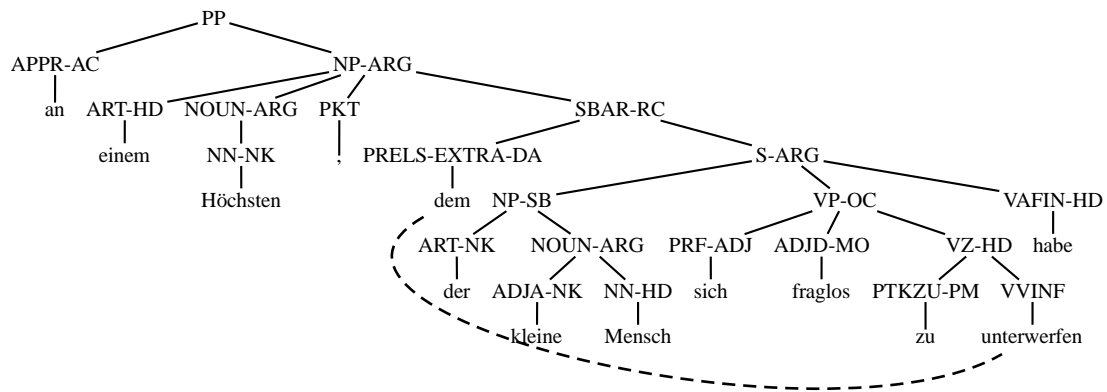 PP
APPR-AC NP-ARG
an ART-HD NOUN-ARG PKT SBAR-RC
einem NN-NK , PRELS-EXTRA-DA S-ARG
Höchsten dem NP-SB VP-OC VAFIN-HD
ART-NK NOUN-ARG PRF-ADJ ADJD-MO VZ-HD habe
der ADJA-NK NN-HD sich fraglos PTKZU-PM VVINF
kleine Mensch zu unterwerfen